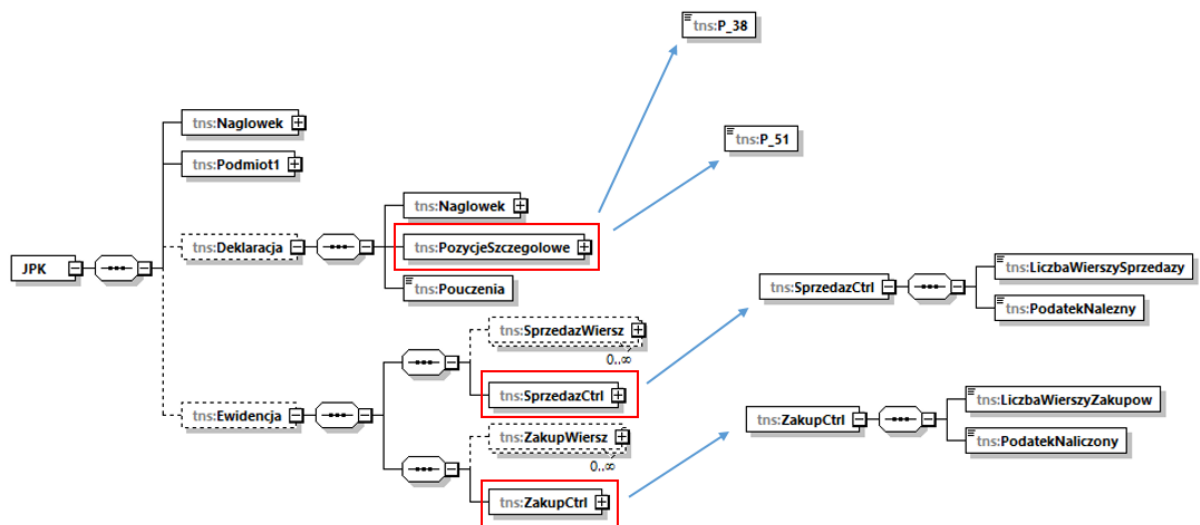 tns:P_38
tns:Naglowek
tns:P_51
tns:Podmiot1
tns:Naglowek
JPK
tns:Deklaracja
tns:PozycjeSzczegolowe
tns:Pouczenia
tns:SprzedazCtrl
tns:LiczbaWierszySprzedazy
tns:PodatekNalezny
tns:SprzedazWiersz
0..∞
tns:SprzedazCtrl
tns:Ewidencja
tns:ZakupWiersz
0..∞
tns:ZakupCtrl
tns:ZakupCtrl
tns:LiczbaWierszyZakupow
tns:PodatekNaliczony